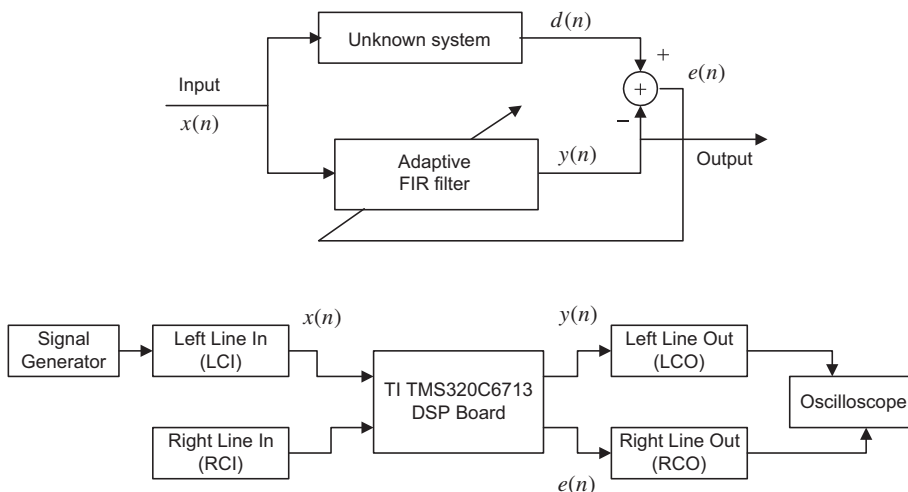 Unknown system
d(n)
+
e(n)
Input
x(n)
+
−
Adaptive
FIR filter
y(n)
Output
x(n)
y(n)
Signal
Generator
Left Line In
(LCI)
TI TMS320C6713
DSP Board
Left Line Out
(LCO)
Oscilloscope
Right Line In
(RCI)
Right Line Out
(RCO)
e(n)